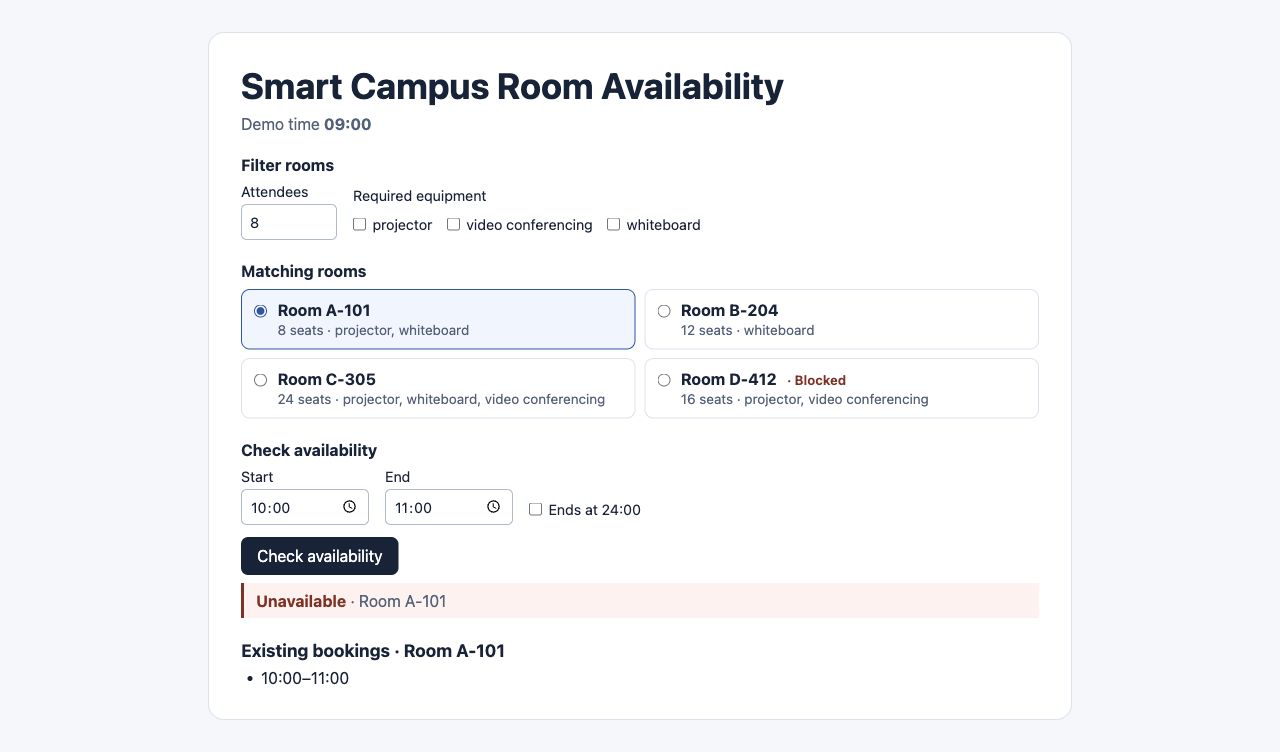 Smart Campus Room Availability
Demo time 09:00
Filter rooms
Attendees
8
Required equipment
projector
video conferencing
whiteboard
Matching rooms
Room A-101
8 seats · projector, whiteboard
Room B-204
12 seats · whiteboard
Room C-305
24 seats · projector, whiteboard, video conferencing
Room D-412 · Blocked
16 seats · projector, video conferencing
Check availability
Start
10:00
End
11:00
Ends at 24:00
Check availability
Unavailable · Room A-101
Existing bookings · Room A-101
• 10:00–11:00